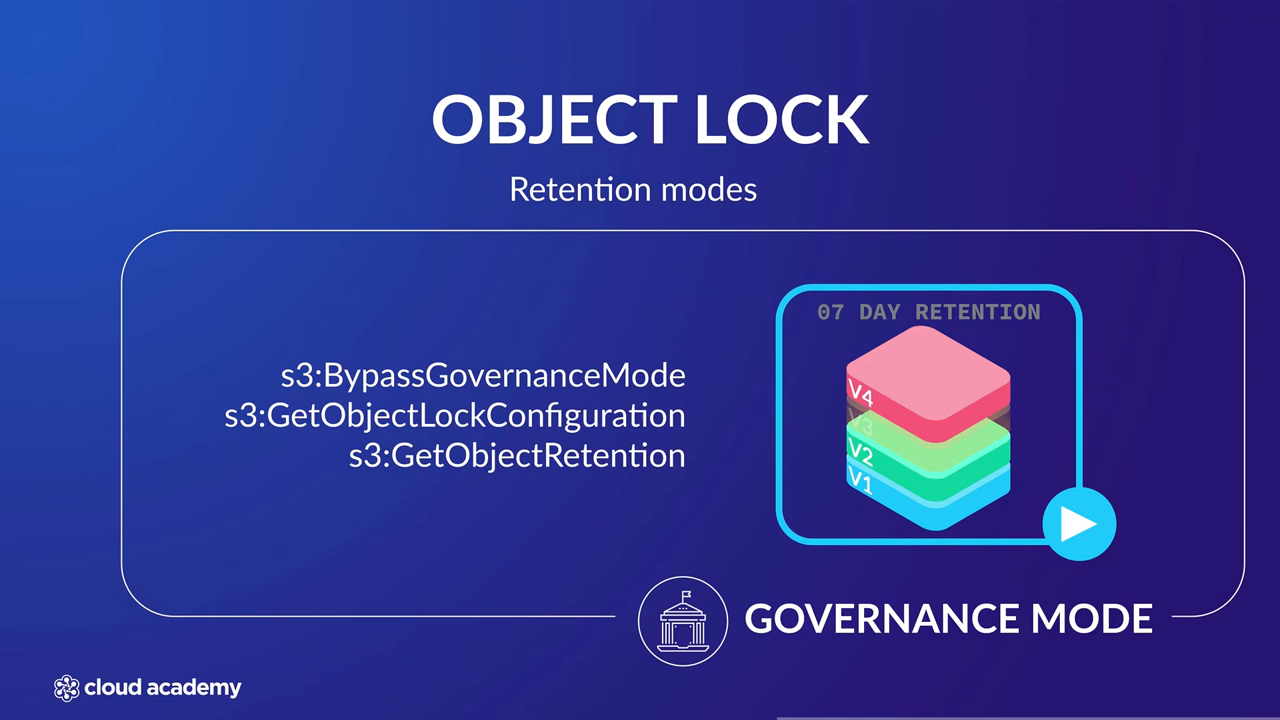 OBJECT LOCK
Retention modes
s3:BypassGovernanceMode
s3:GetObjectLockConfiguration
s3:GetObjectRetention
07 DAY RETENTION
V4
V3
V2
V1
GOVERNANCE MODE
cloud academy